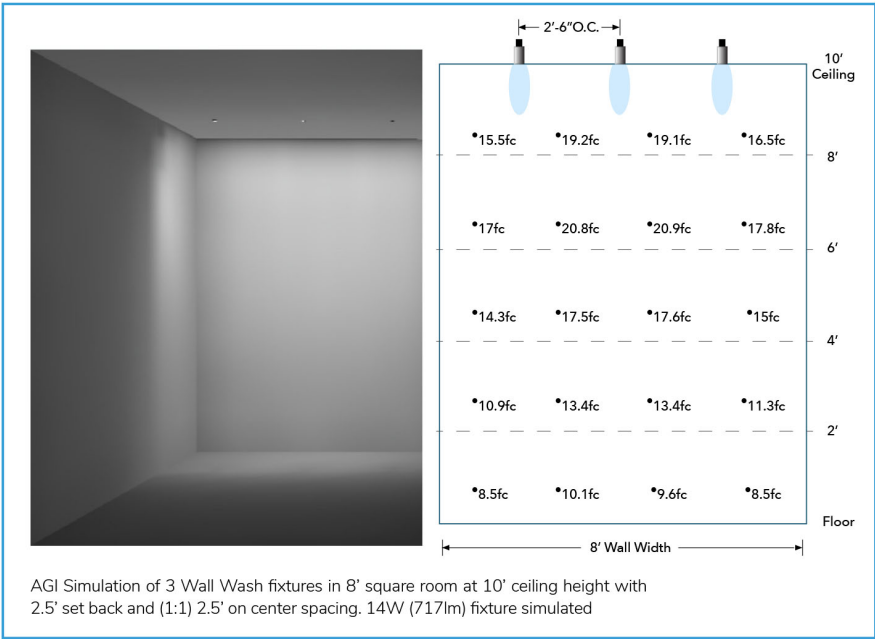 2'-6"O.C.
10'
Ceiling
15.5fc 19.2fc 19.1fc 16.5fc
8'
17fc 20.8fc 20.9fc 17.8fc
6'
14.3fc 17.5fc 17.6fc 15fc
4'
10.9fc 13.4fc 13.4fc 11.3fc
2'
8.5fc 10.1fc 9.6fc 8.5fc
Floor
8' Wall Width
AGI Simulation of 3 Wall Wash fixtures in 8' square room at 10' ceiling height with
2.5' set back and (1:1) 2.5' on center spacing. 14W (717lm) fixture simulated